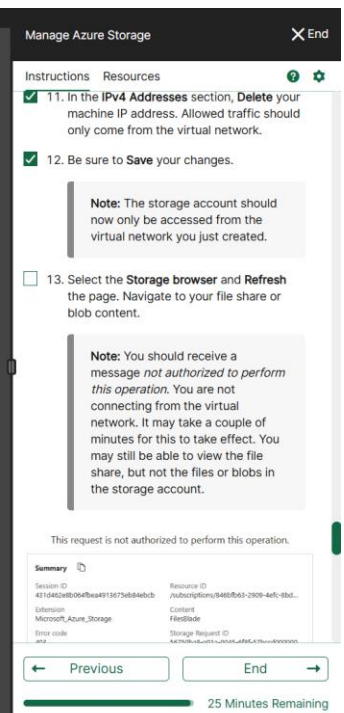 Manage Azure Storage
End
Instructions Resources
11. In the IPv4 Addresses section, Delete your
machine IP address. Allowed traffic should
only come from the virtual network.
12. Be sure to Save your changes.
Note: The storage account should
now only be accessed from the
virtual network you just created.
13. Select the Storage browser and Refresh
the page. Navigate to your file share or
blob content.
Note: You should receive a
message not authorized to perform
this operation. You are not
connecting from the virtual
network. It may take a couple of
minutes for this to take effect. You
may still be able to view the file
share, but not the files or blobs in
the storage account.
This request is not authorized to perform this operation.
Summary
Session ID Resource ID
Extension Content
Microsoft_Azure_Storage FilesBlade
Error code Storage Request ID
403
← Previous End →
25 Minutes Remaining